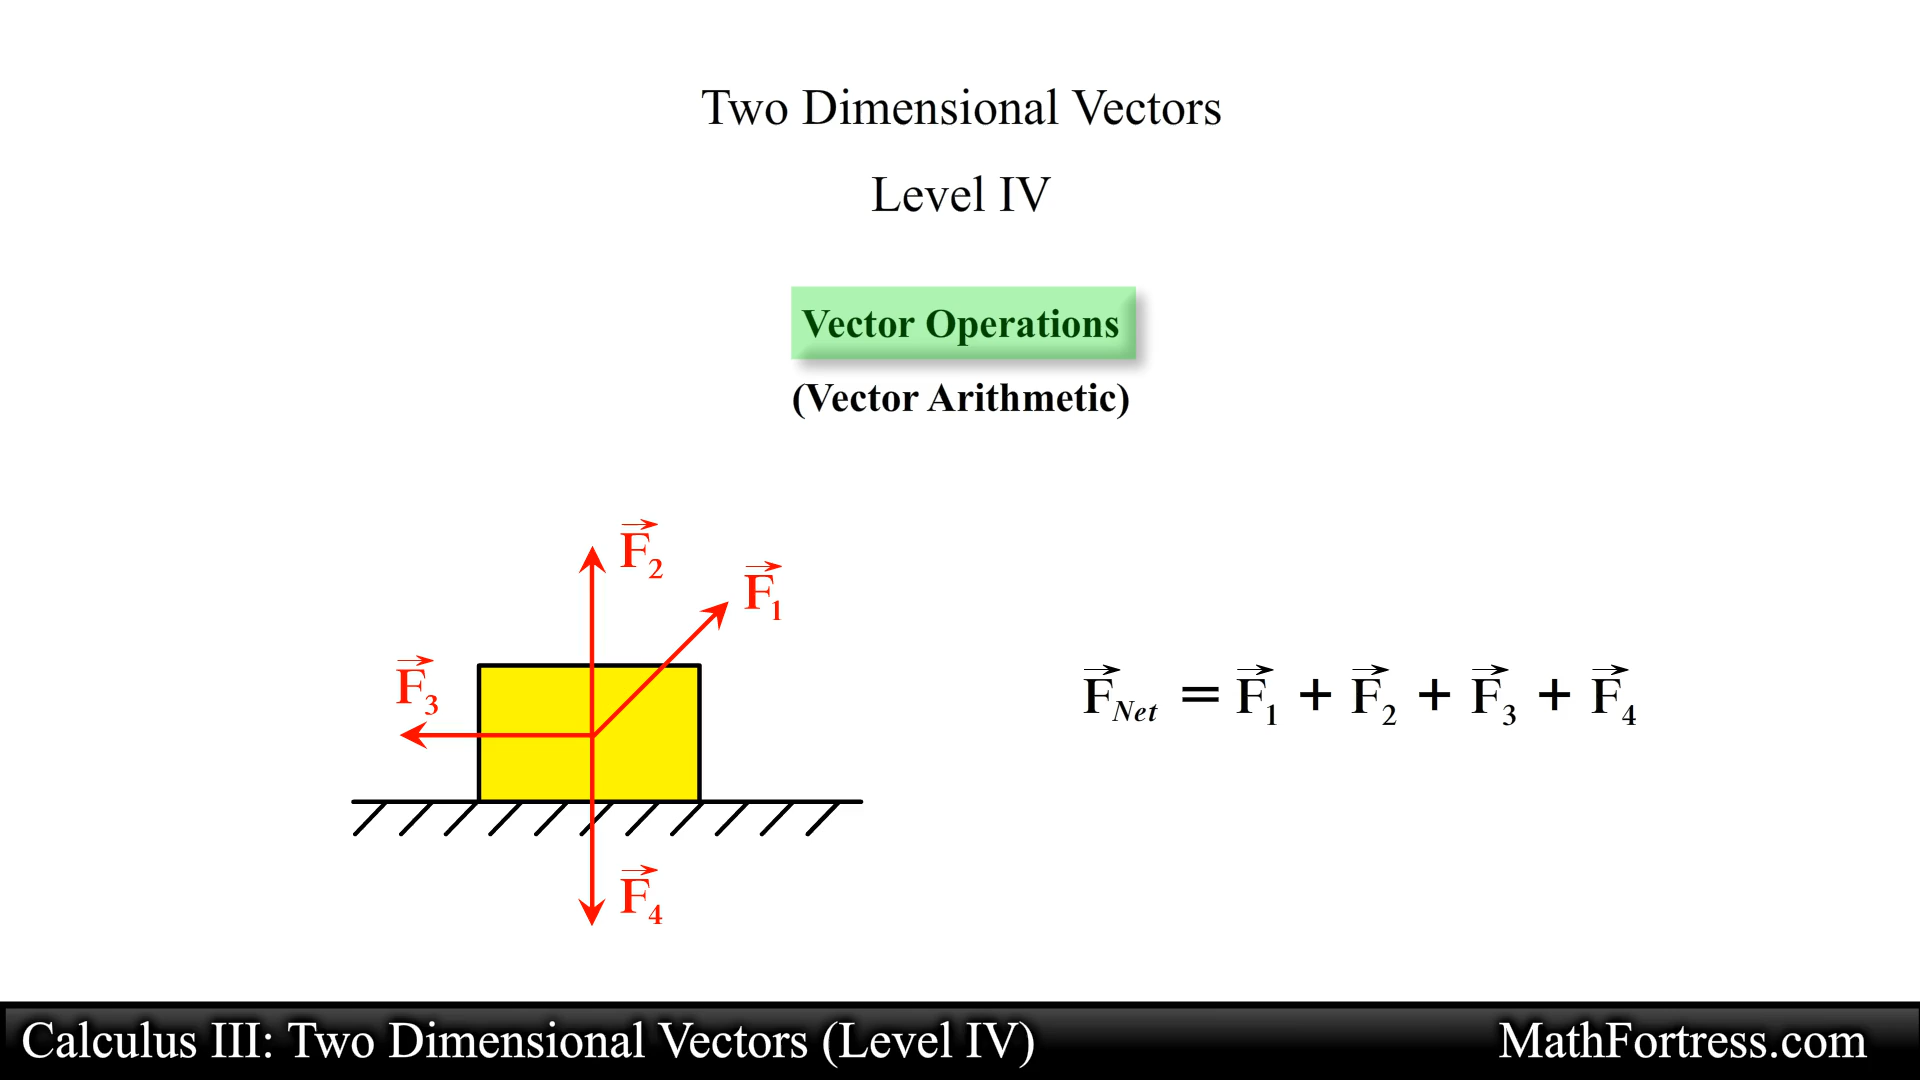 Two Dimensional Vectors
Level IV
Vector Operations
(Vector Arithmetic)
F₂
F₁
F₃
F₄
F_Net = F₁ + F₂ + F₃ + F₄
Calculus III: Two Dimensional Vectors (Level IV)
MathFortress.com